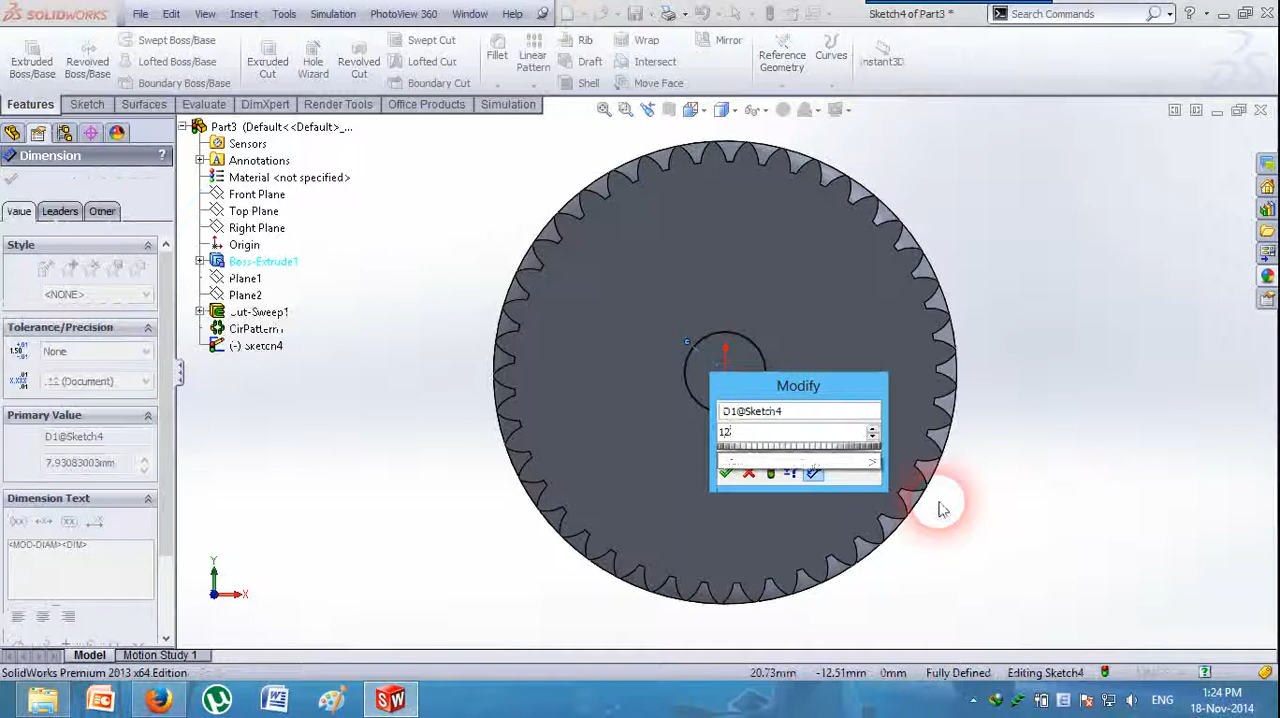 SOLIDWORKS
File Edit View Insert Tools Simulation PhotoView 360 Window Help
Sketch4 of Part3 *
Search Commands
Extruded Boss/Base
Revolved Boss/Base
Swept Boss/Base
Lofted Boss/Base
Boundary Boss/Base
Extruded Cut
Hole Wizard
Revolved Cut
Swept Cut
Lofted Cut
Boundary Cut
Fillet
Linear Pattern
Rib
Draft
Shell
Wrap
Intersect
Move Face
Mirror
Reference Geometry
Curves
Instant3D
Features Sketch Surfaces Evaluate DimXpert Render Tools Office Products Simulation
Dimension ?
Value Leaders Other
Style
<NONE>
Tolerance/Precision
None
.12 (Document)
Primary Value
D1@Sketch4
7.93083003mm
Dimension Text
<MOD-DIAM><DIM>
Part3 (Default<<Default>_...
Sensors
Annotations
Material <not specified>
Front Plane
Top Plane
Right Plane
Origin
Boss-Extrude1
Plane1
Plane2
Cut-Sweep1
CirPattern1
(-) Sketch4
Modify
D1@Sketch4
12
Y
X
Model Motion Study 1
SolidWorks Premium 2013 x64 Edition
20.73mm -12.51mm 0mm Fully Defined Editing Sketch4
ENG
1:24 PM
18-Nov-2014